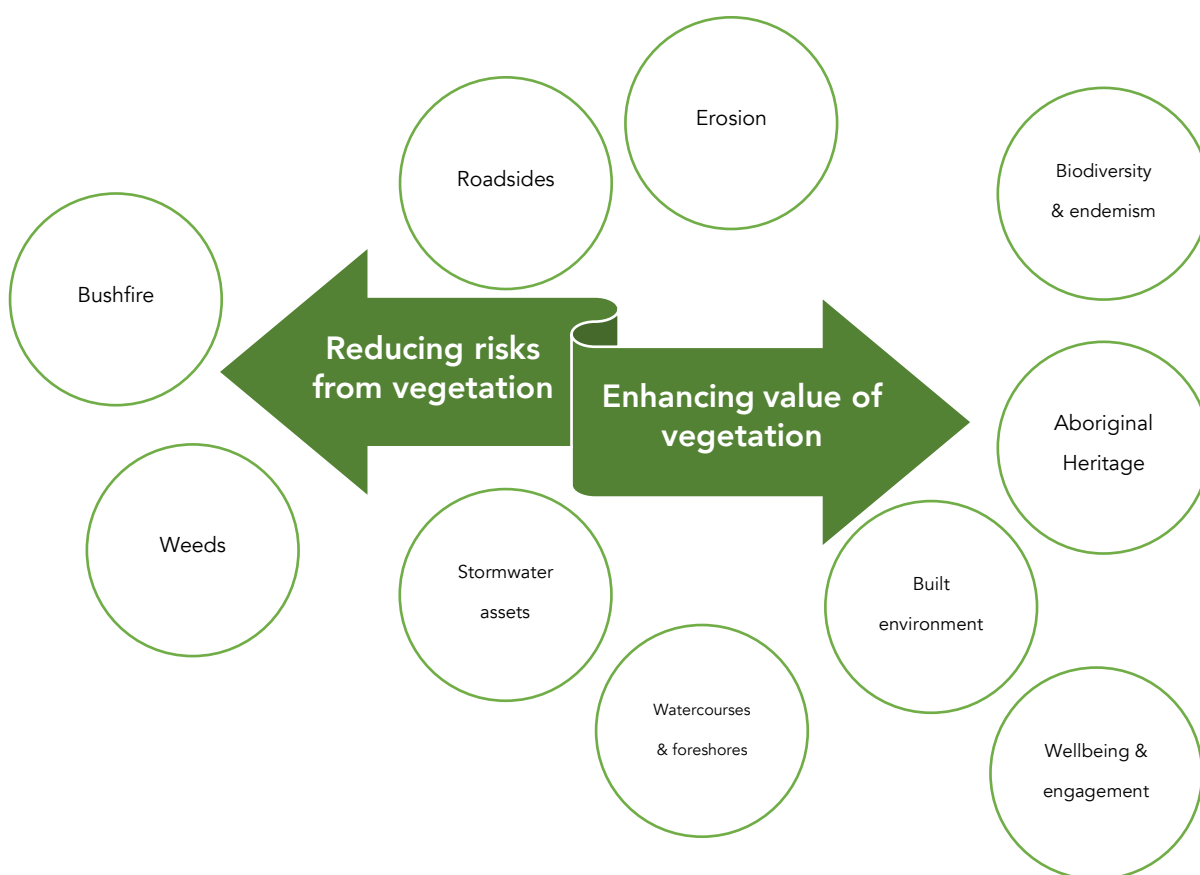 Erosion
Roadsides
Biodiversity
& endemism
Bushfire
Reducing risks
from vegetation
Enhancing value of
vegetation
Aboriginal
Heritage
Weeds
Stormwater
assets
Built
environment
Watercourses
& foreshores
Wellbeing &
engagement